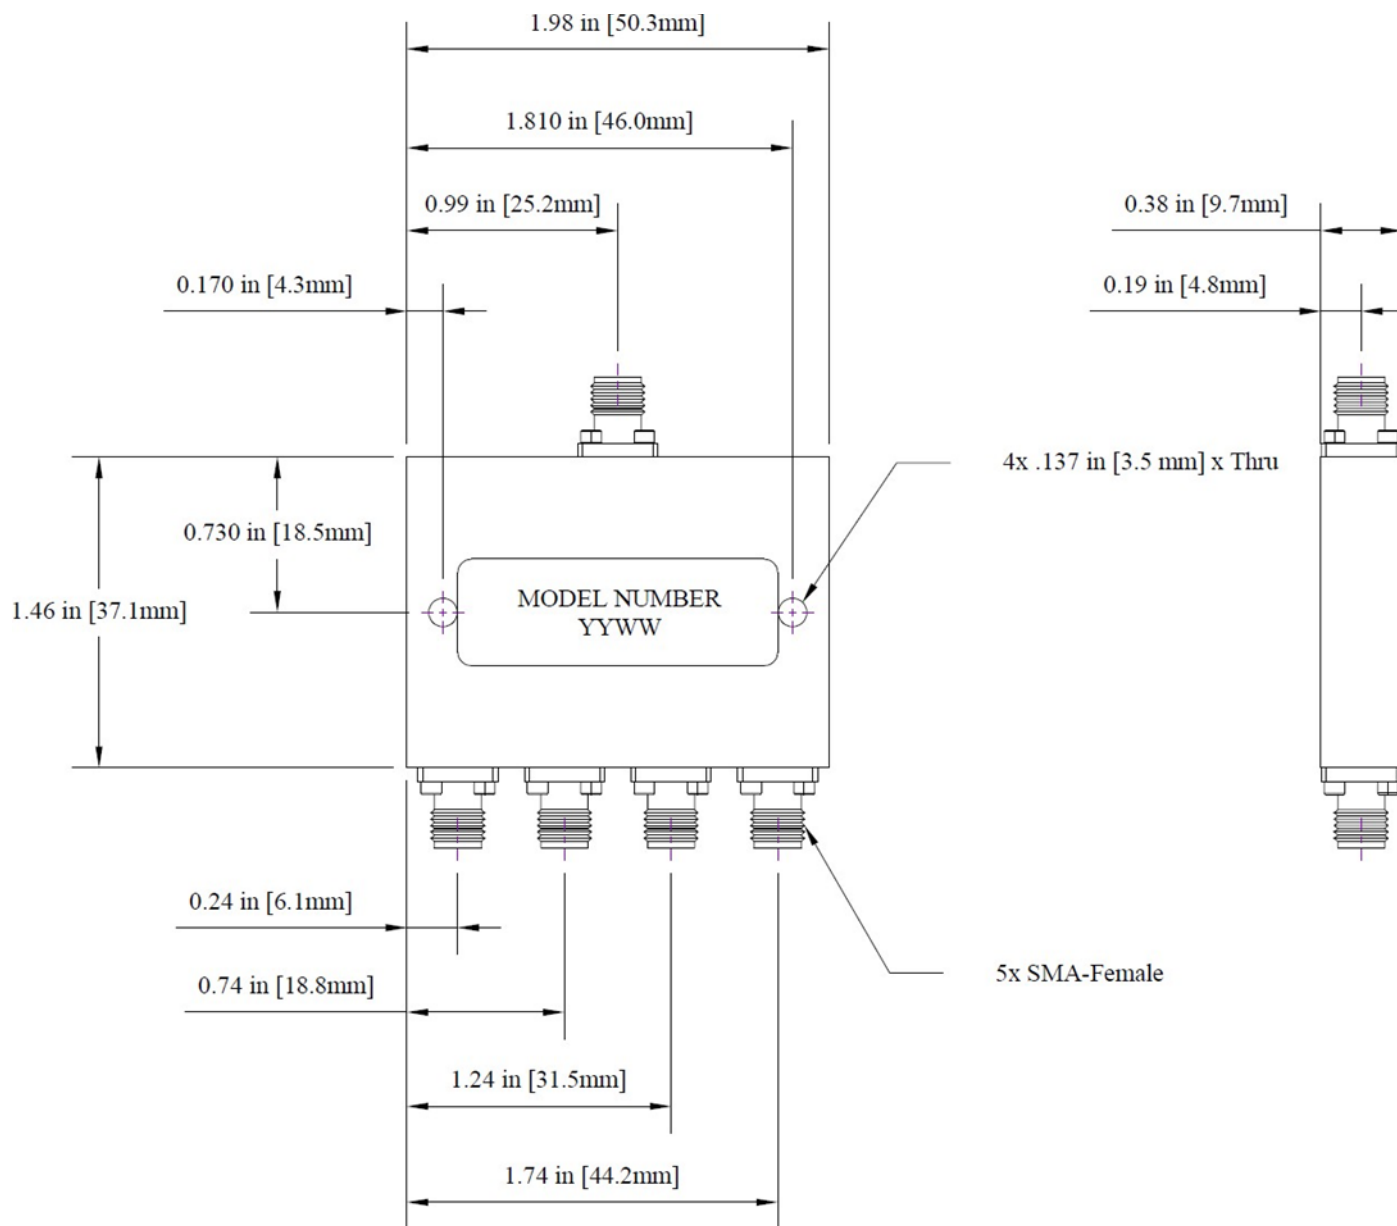 1.98 in [50.3mm]
1.810 in [46.0mm]
0.99 in [25.2mm]
0.38 in [9.7mm]
0.170 in [4.3mm]
0.19 in [4.8mm]
4x .137 in [3.5 mm] x Thru
0.730 in [18.5mm]
1.46 in [37.1mm]
MODEL NUMBER
YYWW
0.24 in [6.1mm]
5x SMA-Female
0.74 in [18.8mm]
1.24 in [31.5mm]
1.74 in [44.2mm]